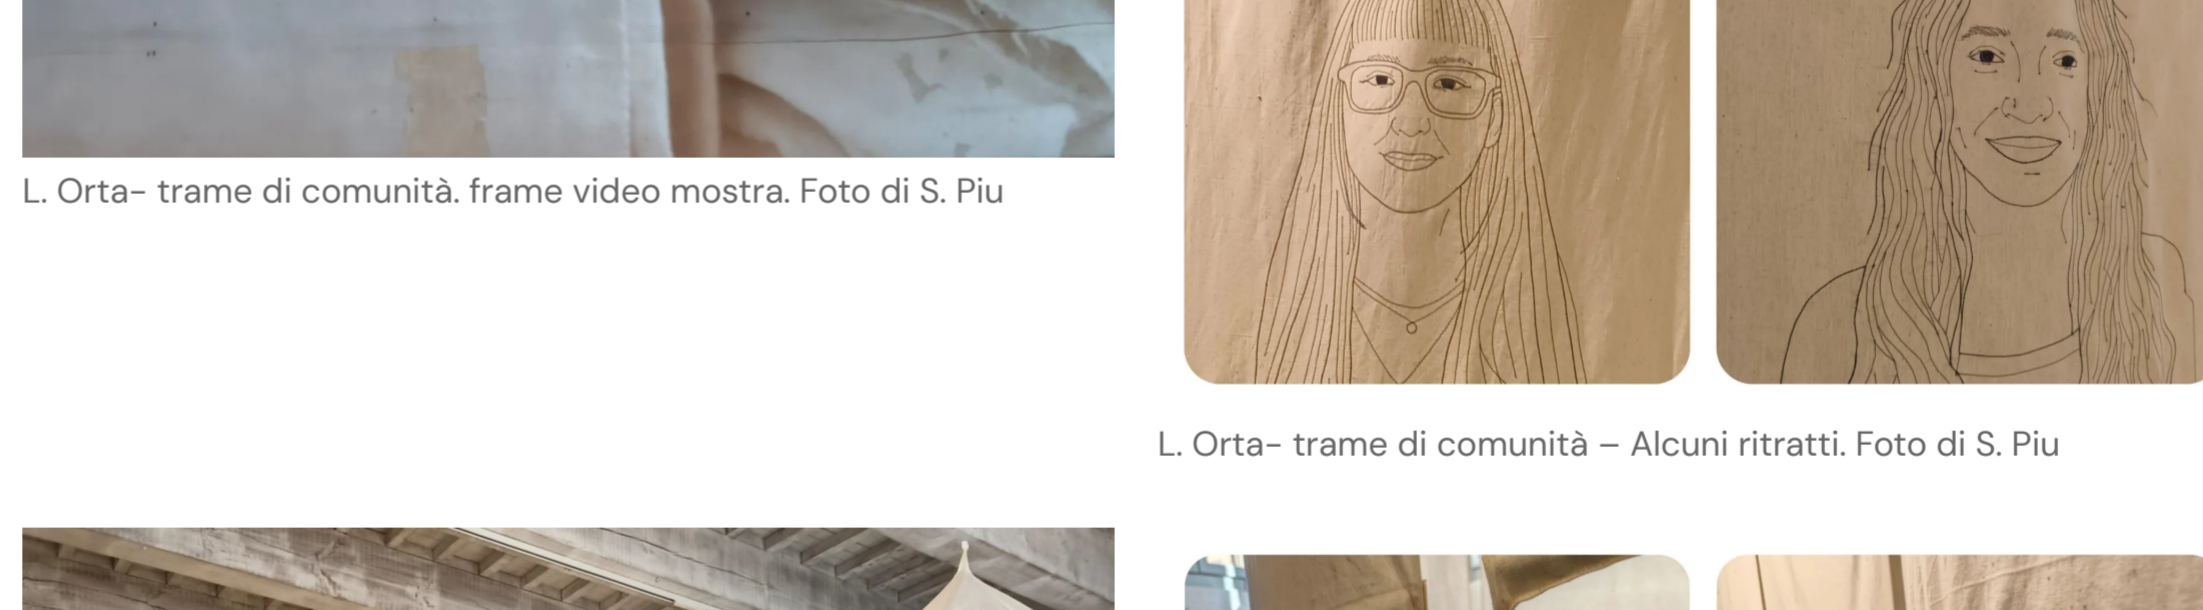 L. Orta- trame di comunità. frame video mostra. Foto di S. Piu
L. Orta- trame di comunità – Alcuni ritratti. Foto di S. Piu